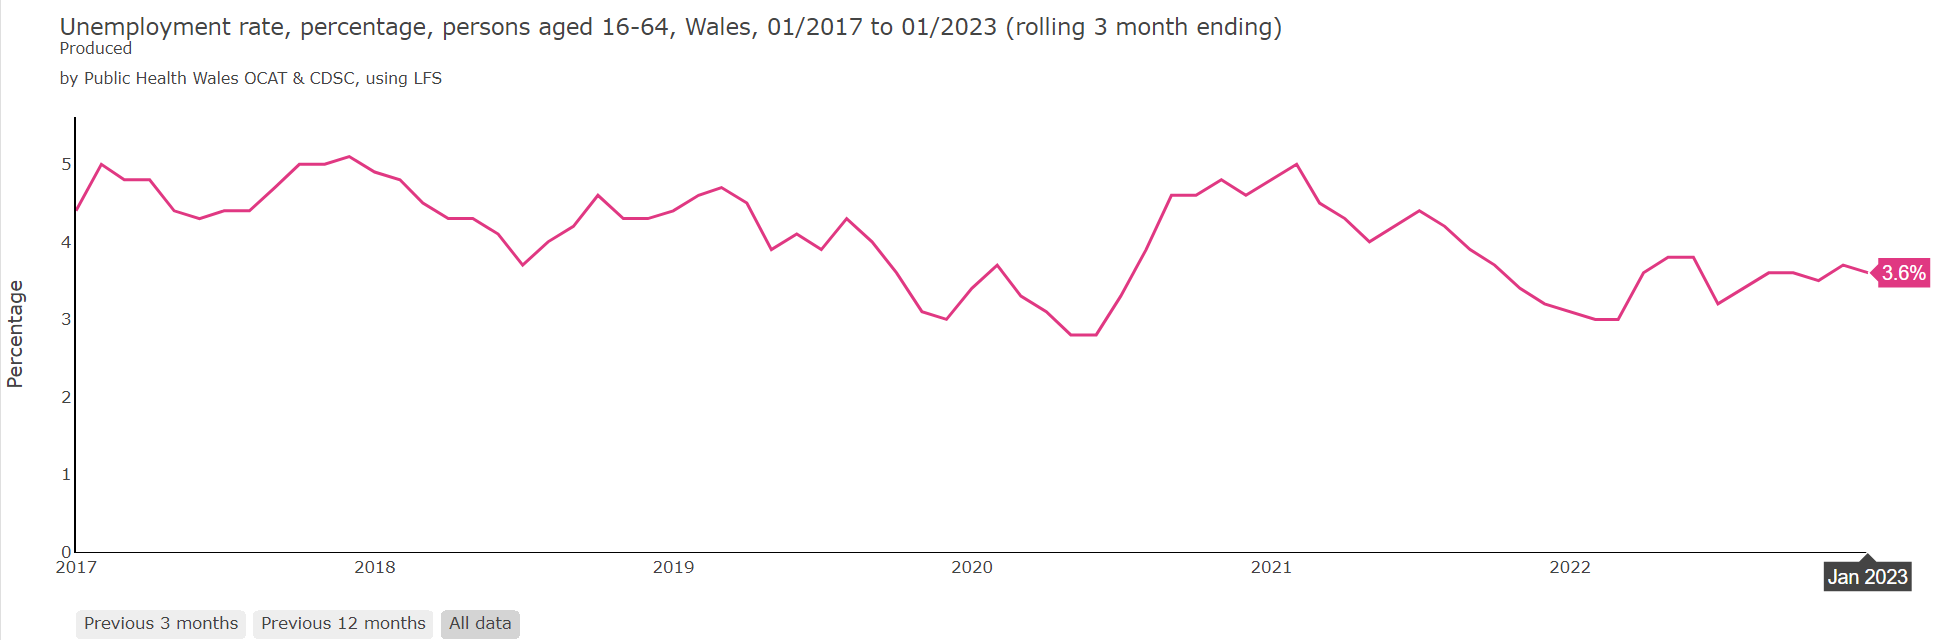 Unemployment rate, percentage, persons aged 16-64, Wales, 01/2017 to 01/2023 (rolling 3 month ending)
Produced
by Public Health Wales OCAT & CDSC, using LFS
Percentage
5
4
3
2
1
0
3.6%
2017 2018 2019 2020 2021 2022
Jan 2023
Previous 3 months Previous 12 months All data